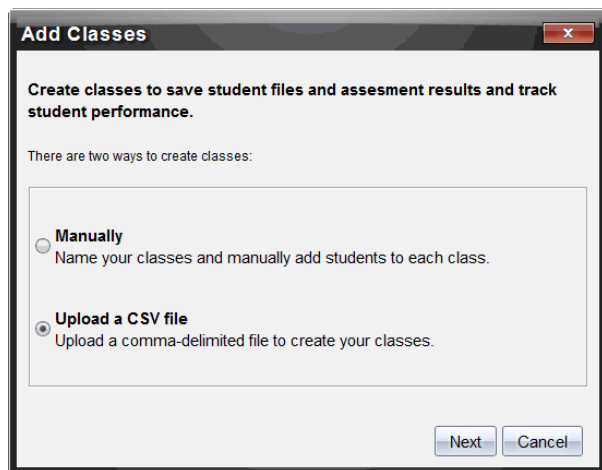 Add Classes
x
Create classes to save student files and assesment results and track
student performance.
There are two ways to create classes:
Manually
Name your classes and manually add students to each class.
Upload a CSV file
Upload a comma-delimited file to create your classes.
Next Cancel